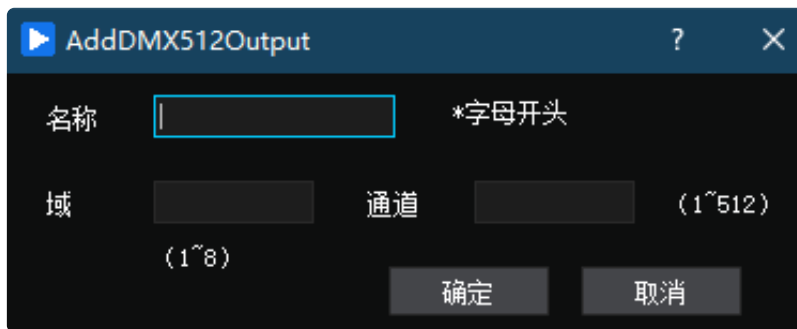 AddDMX512Output ? ×
名称 *字母开头
域 通道 (1~512)
(1~8)
确定 取消